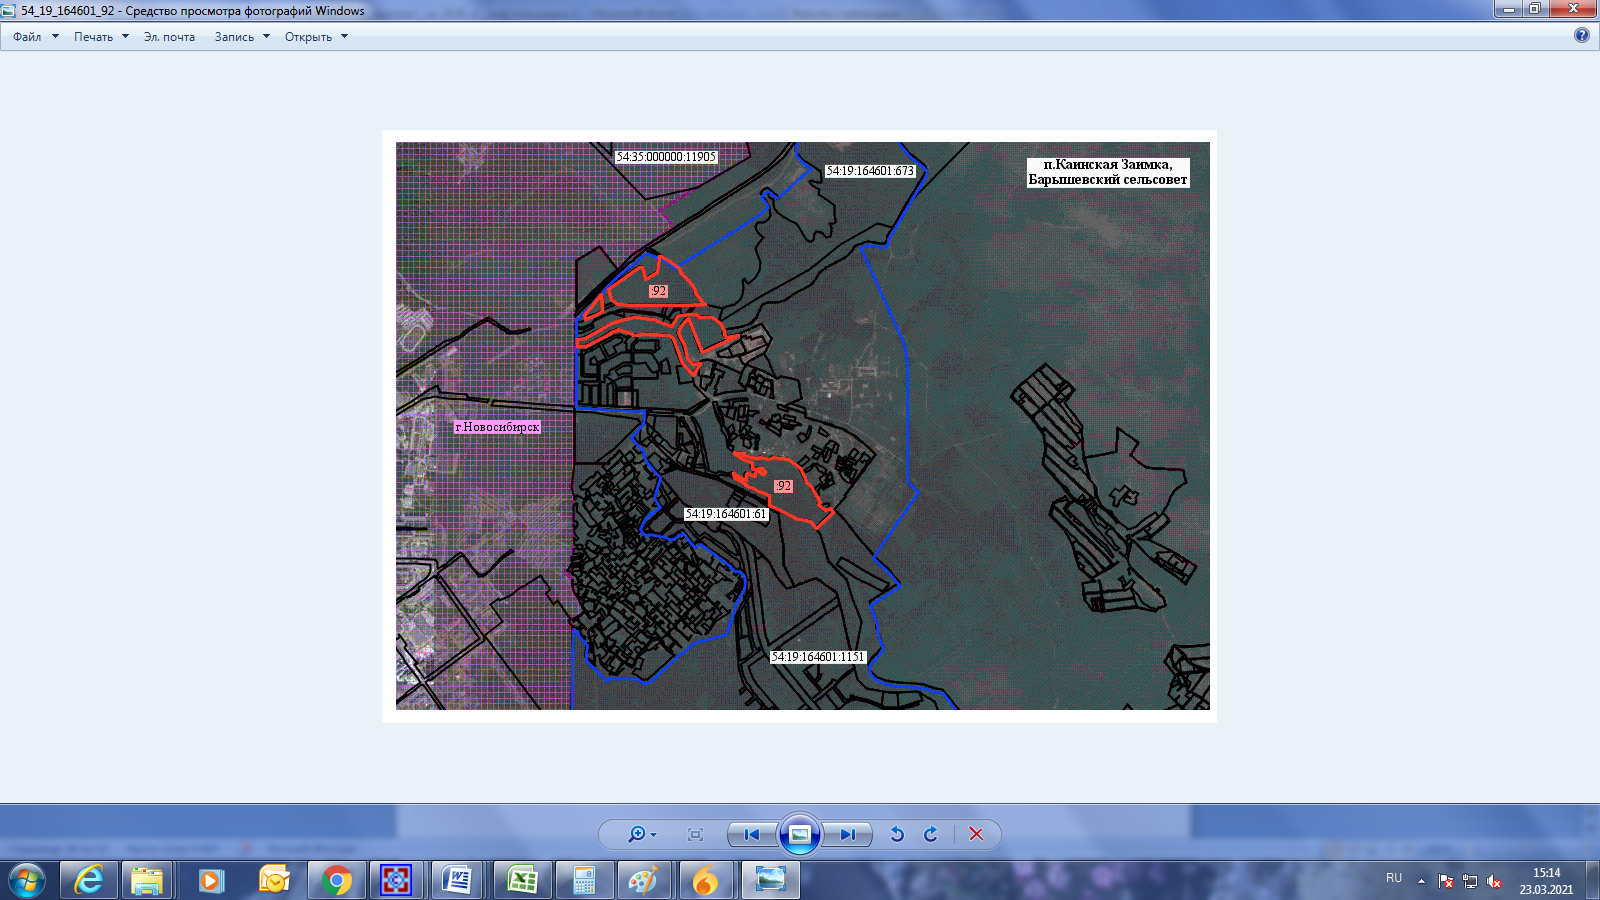 54_19_164601_92 - Средство просмотра фотографий Windows
Файл Печать Эл. почта Запись Открыть
54:35:000000:11905
54:19:164601:673
п.Каинская Заимка,
Барышевский сельсовет
:92
г.Новосибирск
:92
54:19:164601:61
54:19:164601:1151
RU
15:14
23.03.2021